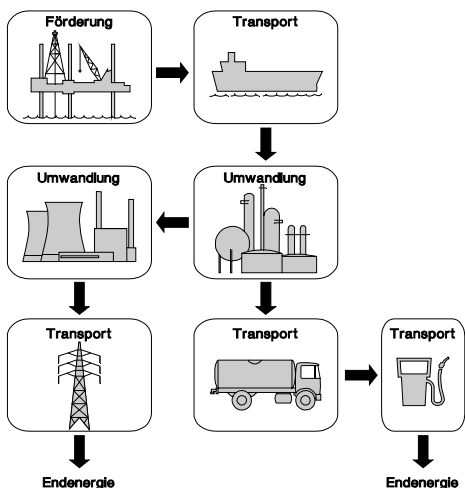 Förderung
Transport
Umwandlung
Umwandlung
Transport
Transport
Transport
Endenergie
Endenergie